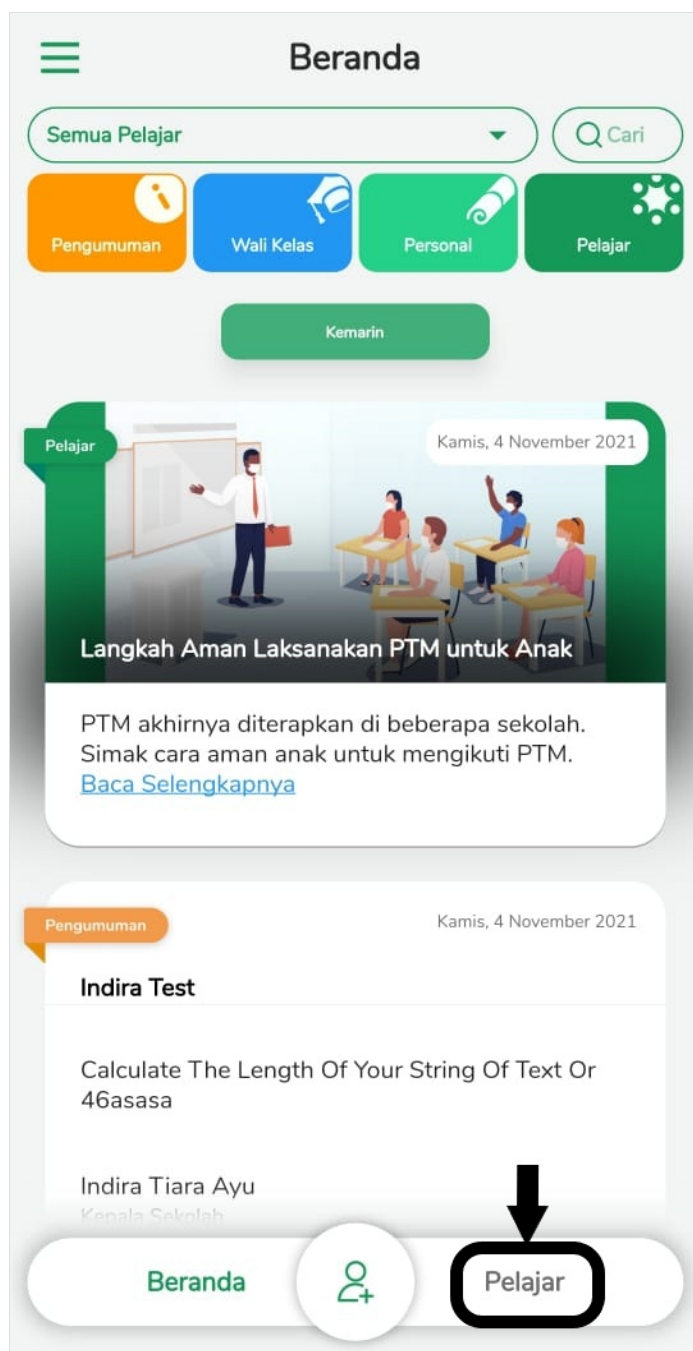 Beranda
Semua Pelajar
Cari
Pengumuman
Wali Kelas
Personal
Pelajar
Kemarin
Pelajar
Kamis, 4 November 2021
Langkah Aman Laksanakan PTM untuk Anak
PTM akhirnya diterapkan di beberapa sekolah.
Simak cara aman anak untuk mengikuti PTM.
Baca Selengkapnya
Pengumuman
Kamis, 4 November 2021
Indira Test
Calculate The Length Of Your String Of Text Or
46asasa
Indira Tiara Ayu
Kepala Sekolah
Beranda
Pelajar